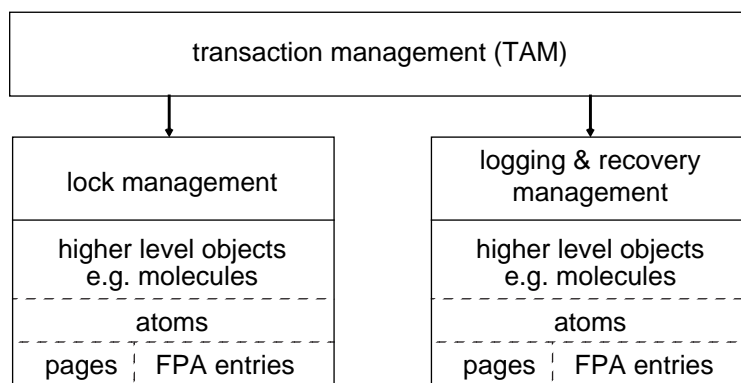 transaction management (TAM)
lock management
higher level objects
e.g. molecules
atoms
pages
FPA entries
logging & recovery
management
higher level objects
e.g. molecules
atoms
pages
FPA entries